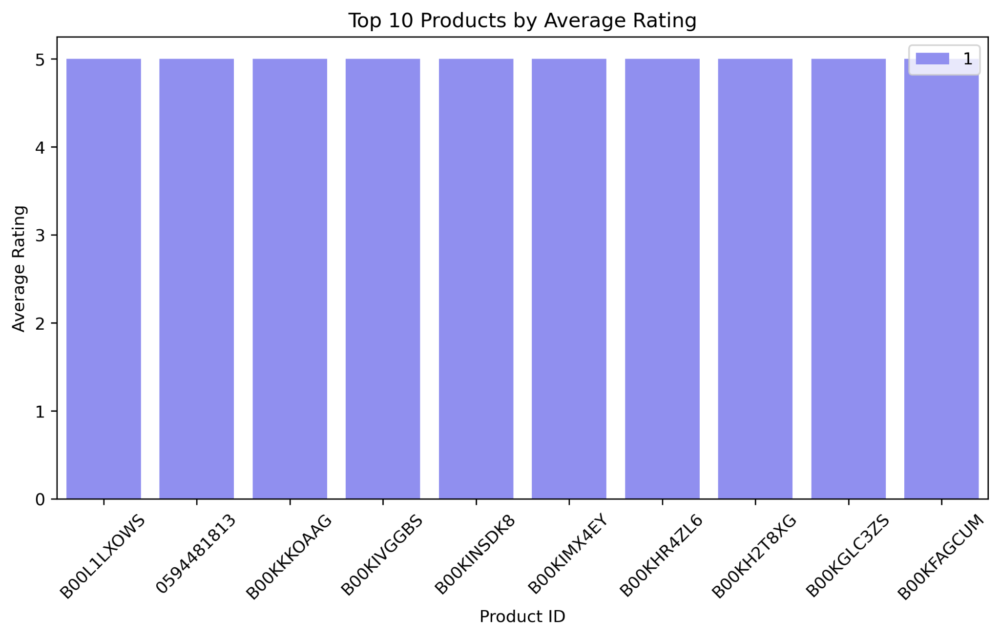 Top 10 Products by Average Rating
1
Average Rating
5
4
3
2
1
0
B00L1LXOWS
0594481813
B00KKKOAAG
B00KIVGGBS
B00KINSDK8
B00KIMX4EY
B00KHR4ZL6
B00KH2T8XG
B00KGLC3ZS
B00KFAGCUM
Product ID